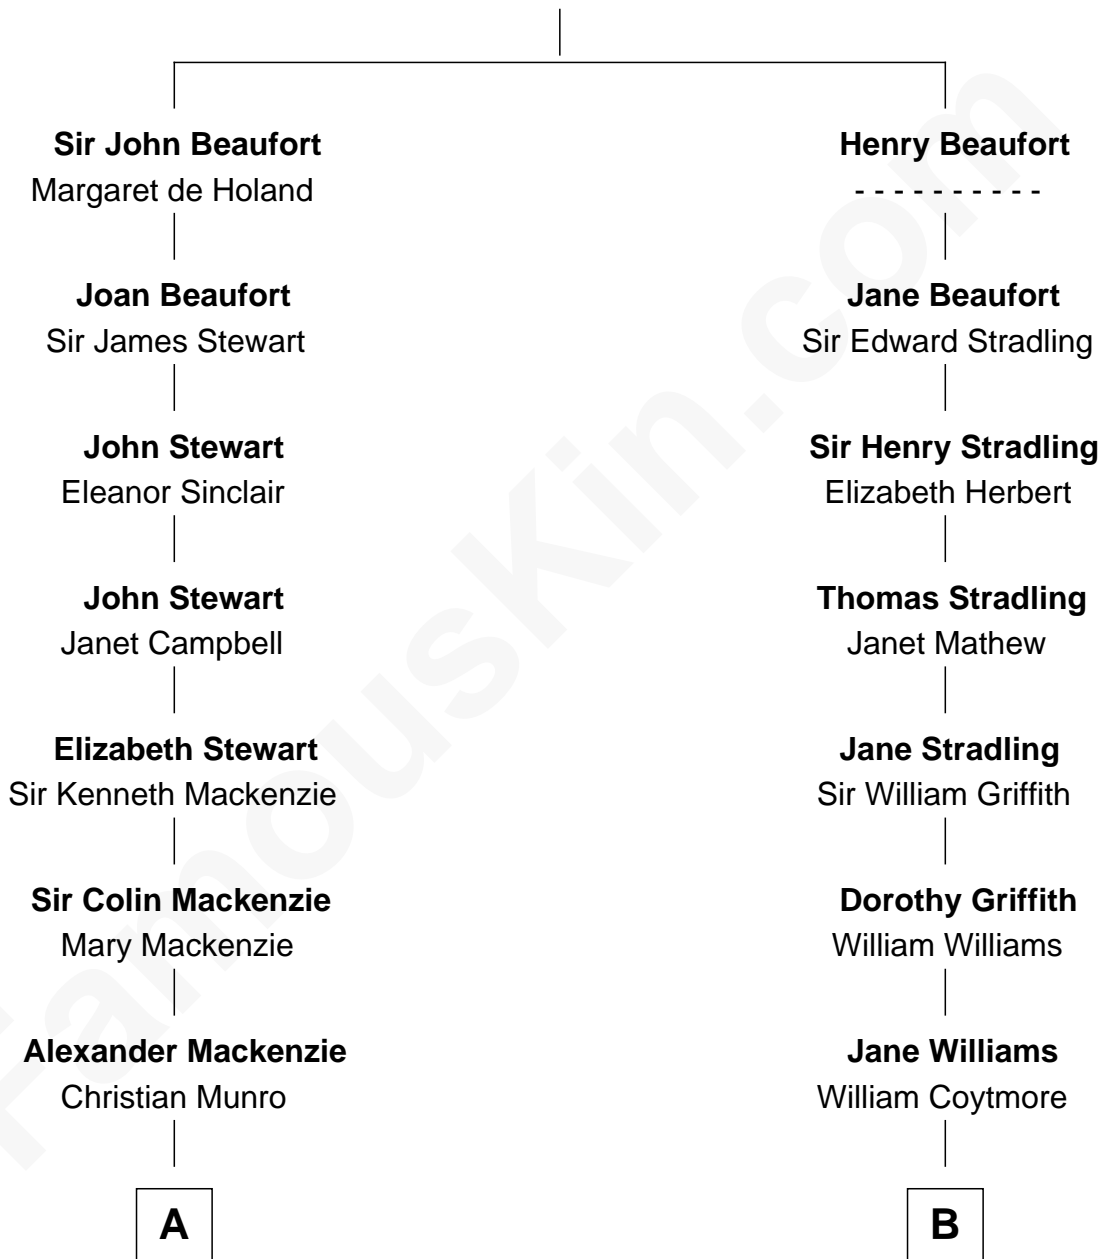 Sir John Beaufort
Margaret de Holand
Joan Beaufort
Sir James Stewart
John Stewart
Eleanor Sinclair
John Stewart
Janet Campbell
Elizabeth Stewart
Sir Kenneth Mackenzie
Sir Colin Mackenzie
Mary Mackenzie
Alexander Mackenzie
Christian Munro
A
Henry Beaufort
- - - - - - - - - -
Jane Beaufort
Sir Edward Stradling
Sir Henry Stradling
Elizabeth Herbert
Thomas Stradling
Janet Mathew
Jane Stradling
Sir William Griffith
Dorothy Griffith
William Williams
Jane Williams
William Coytmore
B
FamousKin.com